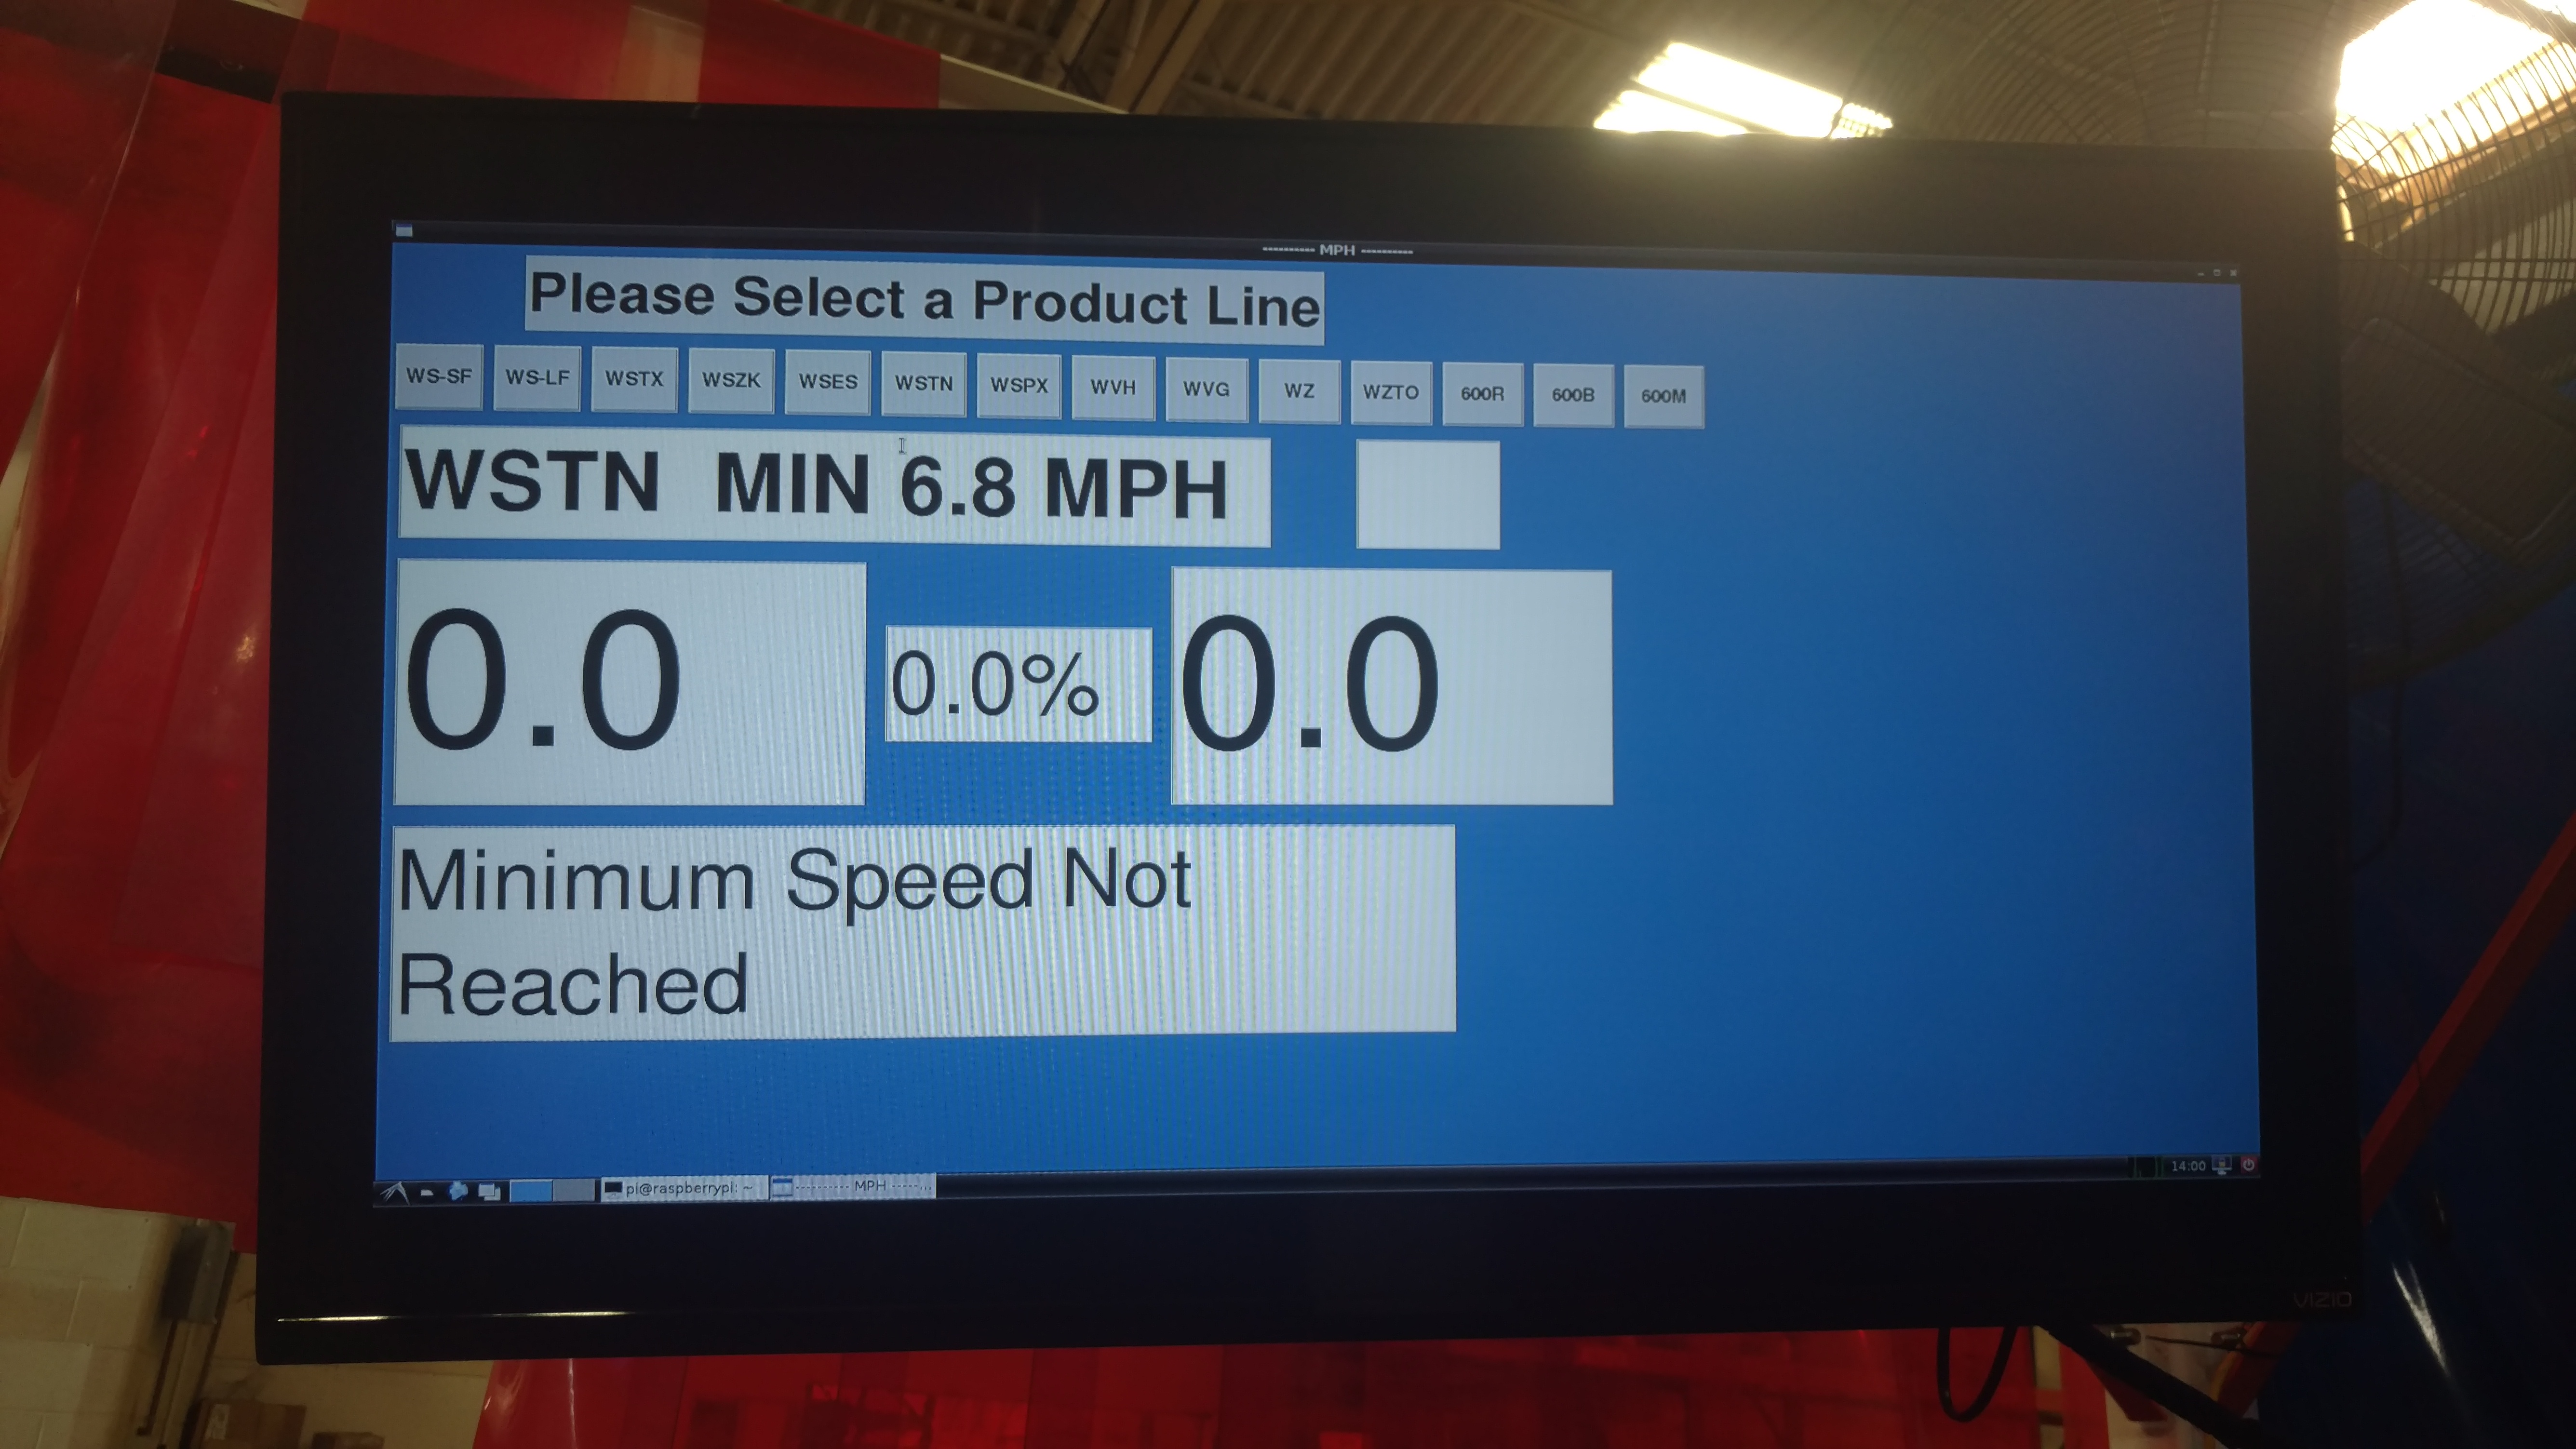 ---------- MPH ----------
Please Select a Product Line
WS-SF WS-LF WSTX WSZK WSES WSTN WSPX WVH WVG WZ WZTO 600R 600B 600M
WSTN MIN 6.8 MPH
0.0 0.0% 0.0
Minimum Speed Not
Reached
pi@raspberrypi: ~ ---------- MPH -----... 14:00
VIZIO